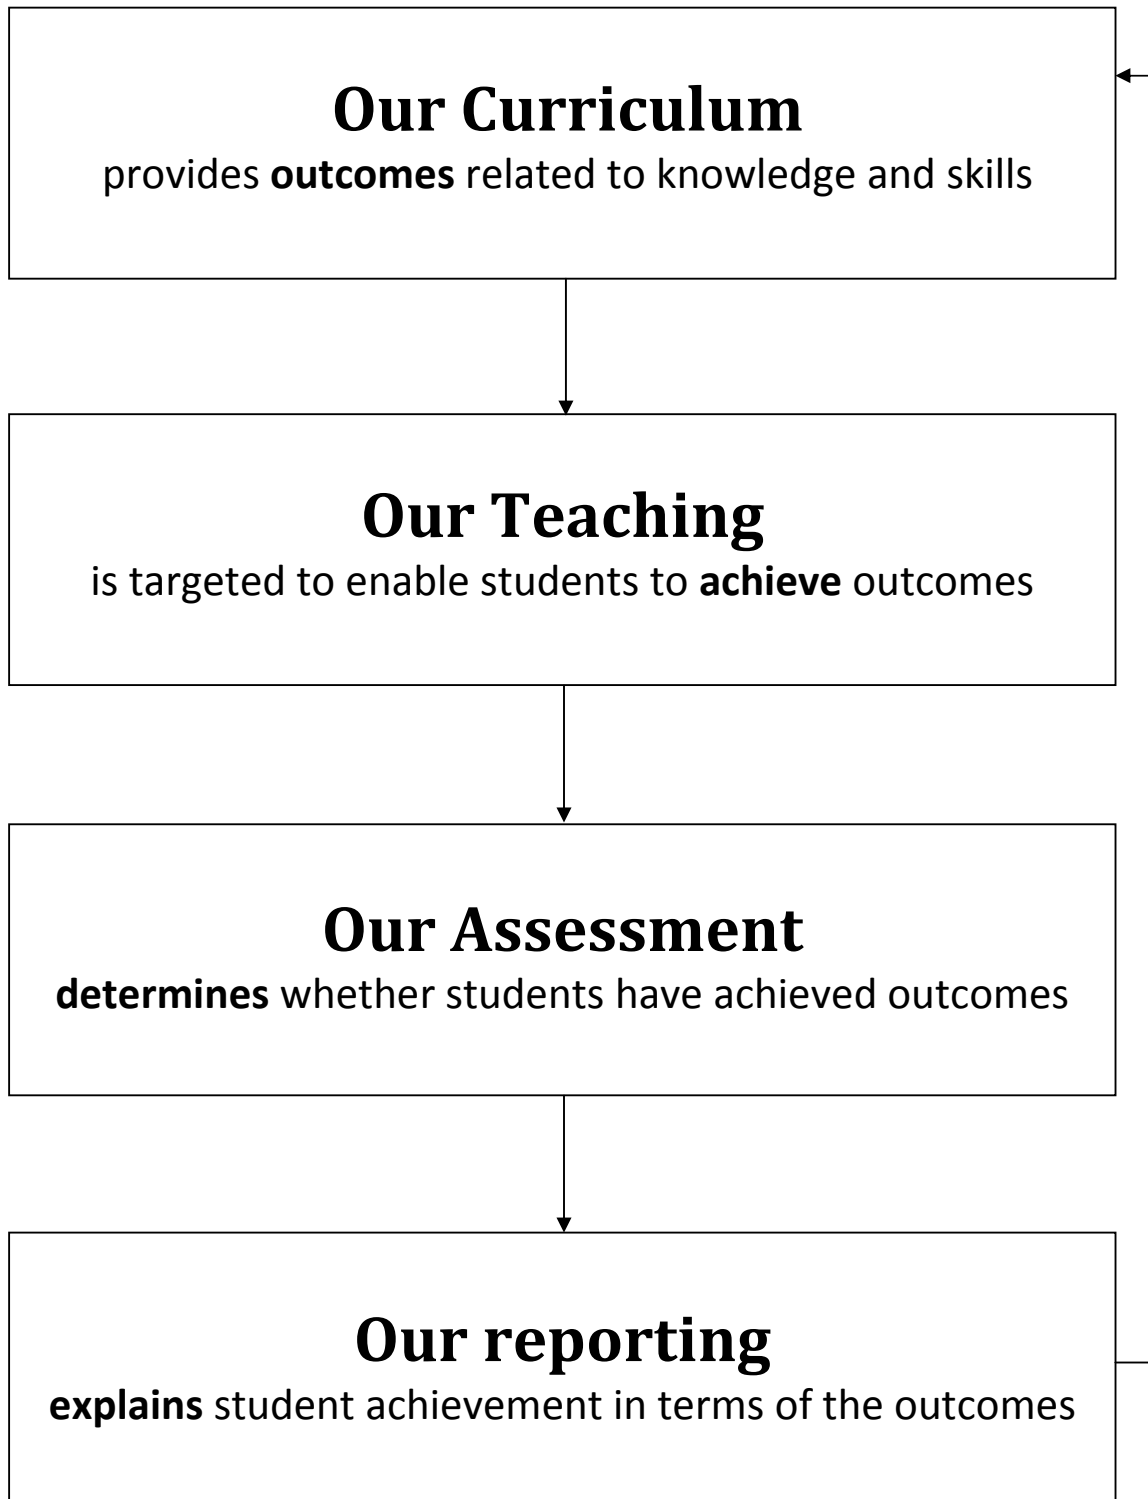 Our Curriculum
provides outcomes related to knowledge and skills
Our Teaching
is targeted to enable students to achieve outcomes
Our Assessment
determines whether students have achieved outcomes
Our reporting
explains student achievement in terms of the outcomes